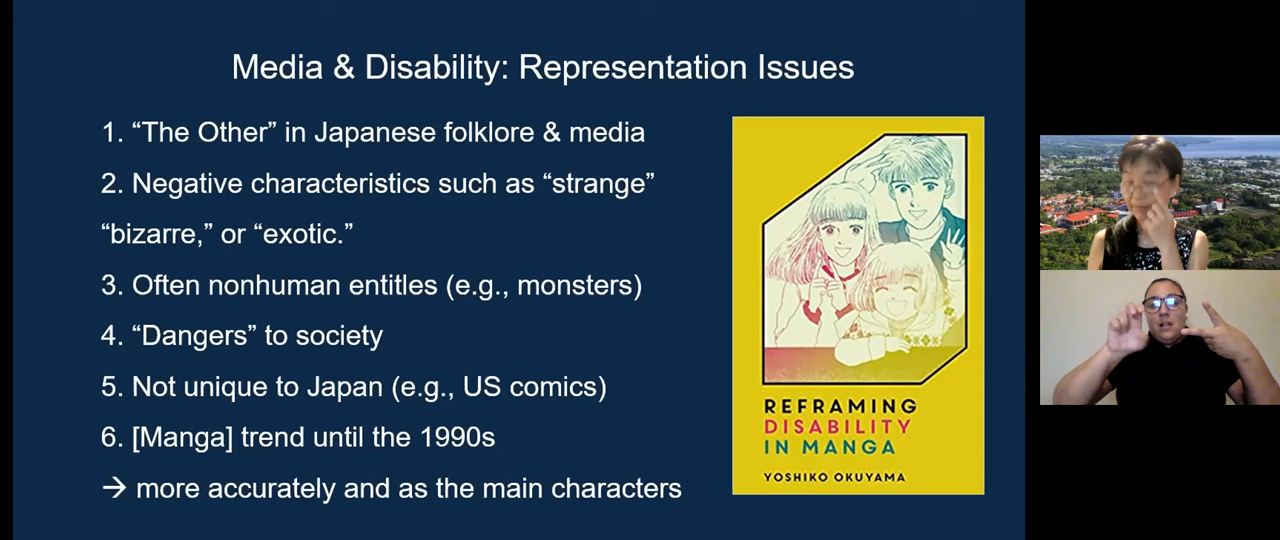 Media & Disability: Representation Issues
1. “The Other” in Japanese folklore & media
2. Negative characteristics such as “strange”
“bizarre,” or “exotic.”
3. Often nonhuman entitles (e.g., monsters)
4. “Dangers” to society
5. Not unique to Japan (e.g., US comics)
6. [Manga] trend until the 1990s
→ more accurately and as the main characters
REFRAMING
DISABILITY
IN MANGA
YOSHIKO OKUYAMA